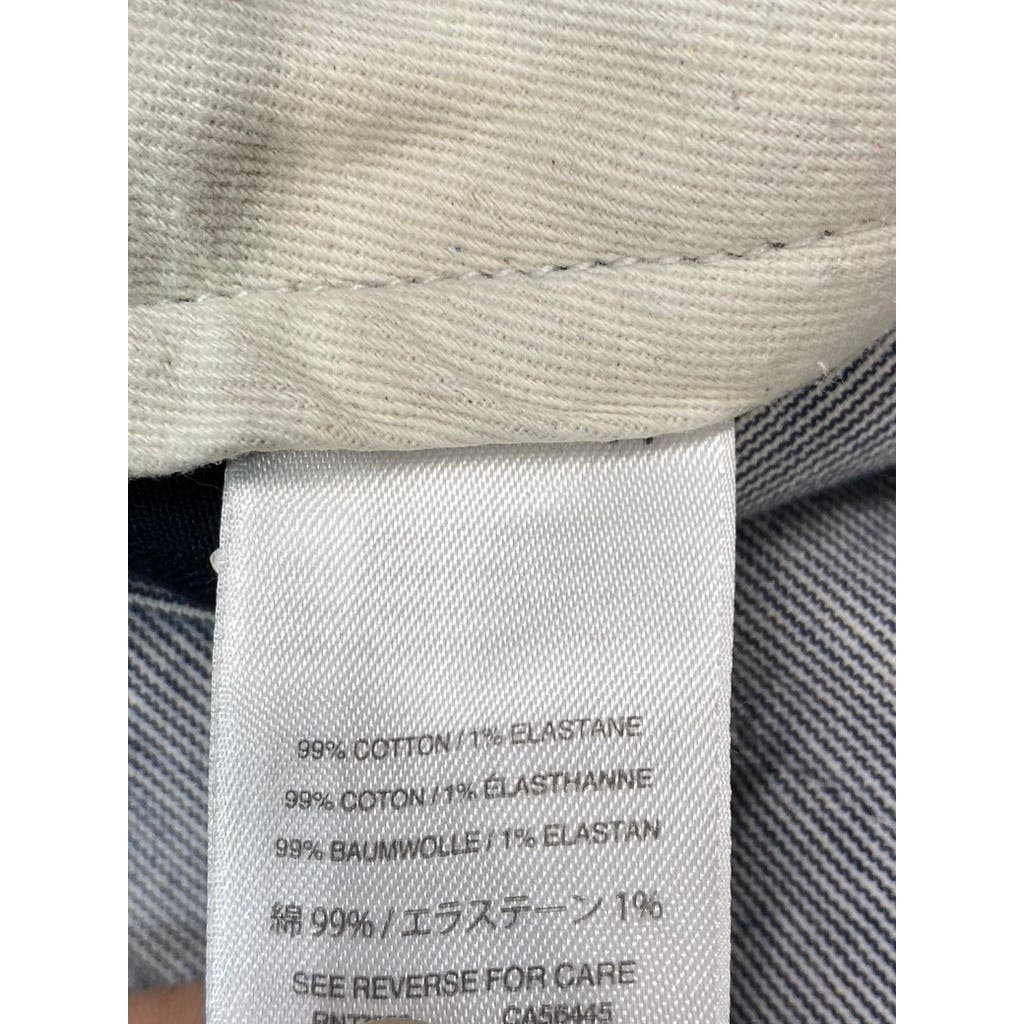 99% COTTON / 1% ELASTANE
99% COTON / 1% ÉLASTHANNE
99% BAUMWOLLE / 1% ELASTAN
綿 99% / エラステーン 1%
SEE REVERSE FOR CARE
CA56445